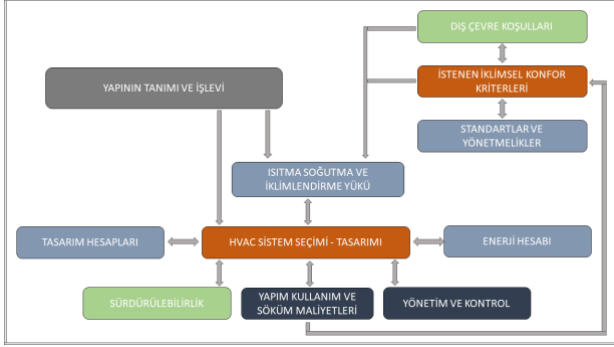 DIŞ ÇEVRE KOŞULLARI
İSTENEN İKLİMSEL KONFOR
KRİTERLERİ
YAPININ TANIMI VE İŞLEVİ
STANDARTLAR VE
YÖNETMELİKLER
ISITMA SOĞUTMA VE
İKLİMLENDİRME YÜKÜ
TASARIM HESAPLARI
HVAC SİSTEM SEÇİMİ - TASARIMI
ENERJİ HESABI
SÜRDÜRÜLEBİLİRLİK
YAPIM KULLANIM VE
SÖKÜM MALİYETLERİ
YÖNETİM VE KONTROL